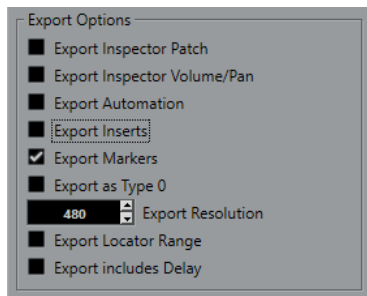 Export Options
Export Inspector Patch
Export Inspector Volume/Pan
Export Automation
Export Inserts
Export Markers
Export as Type 0
480 Export Resolution
Export Locator Range
Export includes Delay